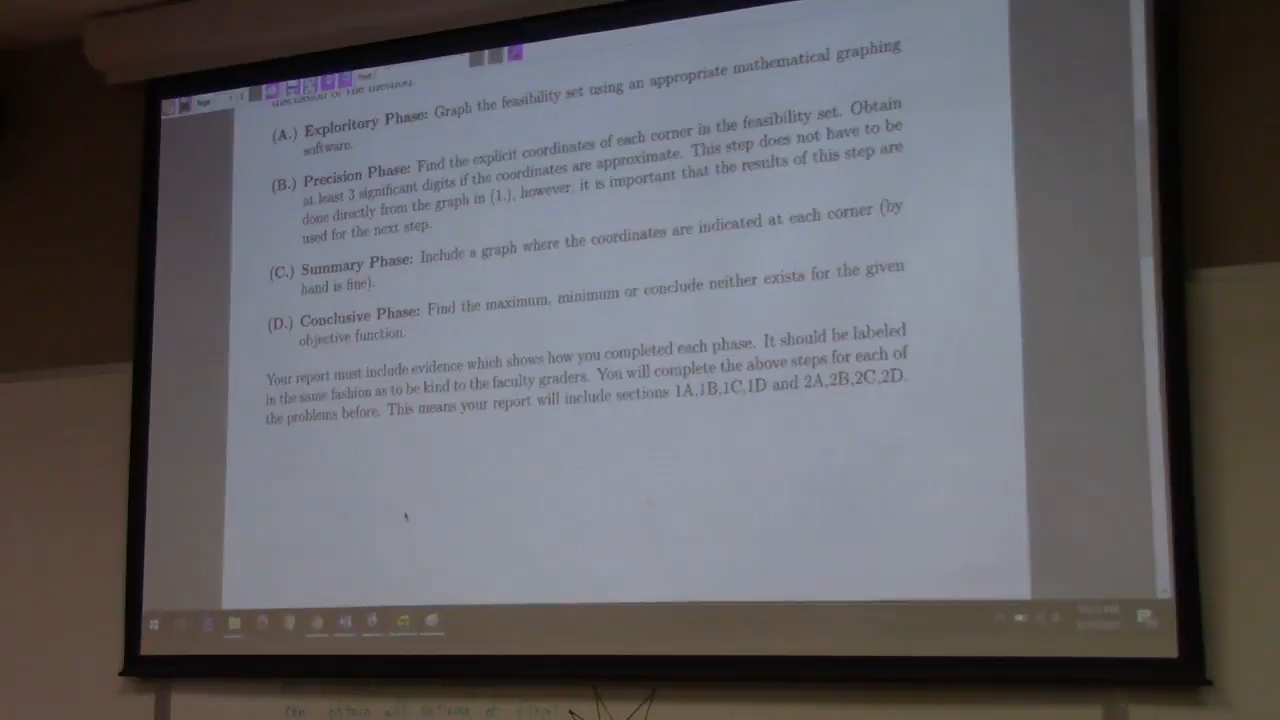 discussion of the method.
(A.) Exploritory Phase: Graph the feasibility set using an appropriate mathematical graphing
software.
(B.) Precision Phase: Find the explicit coordinates of each corner in the feasibility set. Obtain
at least 3 significant digits if the coordinates are approximate. This step does not have to be
done directly from the graph in (1.), however, it is important that the results of this step are
used for the next step.
(C.) Summary Phase: Include a graph where the coordinates are indicated at each corner (by
hand is fine).
(D.) Conclusive Phase: Find the maximum, minimum or conclude neither exists for the given
objective function.
Your report must include evidence which shows how you completed each phase. It should be labeled
in the same fashion as to be kind to the faculty graders. You will complete the above steps for each of
the problems before. This means your report will include sections 1A,1B,1C,1D and 2A,2B,2C,2D.
can obtain